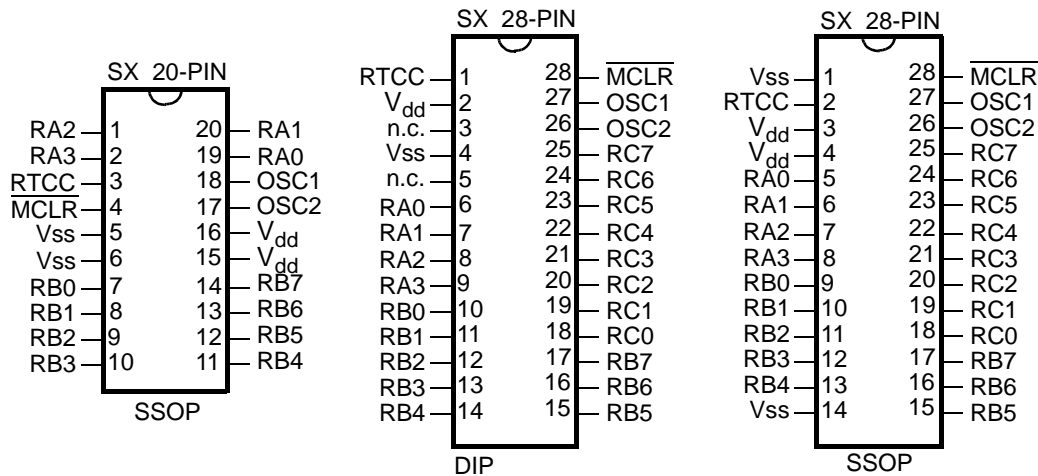 SX 20-PIN
RA2 1 20 RA1
RA3 2 19 RA0
RTCC 3 18 OSC1
MCLR 4 17 OSC2
Vss 5 16 Vdd
Vss 6 15 Vdd
RB0 7 14 RB7
RB1 8 13 RB6
RB2 9 12 RB5
RB3 10 11 RB4
SSOP
SX 28-PIN
RTCC 1 28 MCLR
Vdd 2 27 OSC1
n.c. 3 26 OSC2
Vss 4 25 RC7
n.c. 5 24 RC6
RA0 6 23 RC5
RA1 7 22 RC4
RA2 8 21 RC3
RA3 9 20 RC2
RB0 10 19 RC1
RB1 11 18 RC0
RB2 12 17 RB7
RB3 13 16 RB6
RB4 14 15 RB5
DIP
SX 28-PIN
Vss 1 28 MCLR
RTCC 2 27 OSC1
Vdd 3 26 OSC2
Vdd 4 25 RC7
RA0 5 24 RC6
RA1 6 23 RC5
RA2 7 22 RC4
RA3 8 21 RC3
RB0 9 20 RC2
RB1 10 19 RC1
RB2 11 18 RC0
RB3 12 17 RB7
RB4 13 16 RB6
Vss 14 15 RB5
SSOP